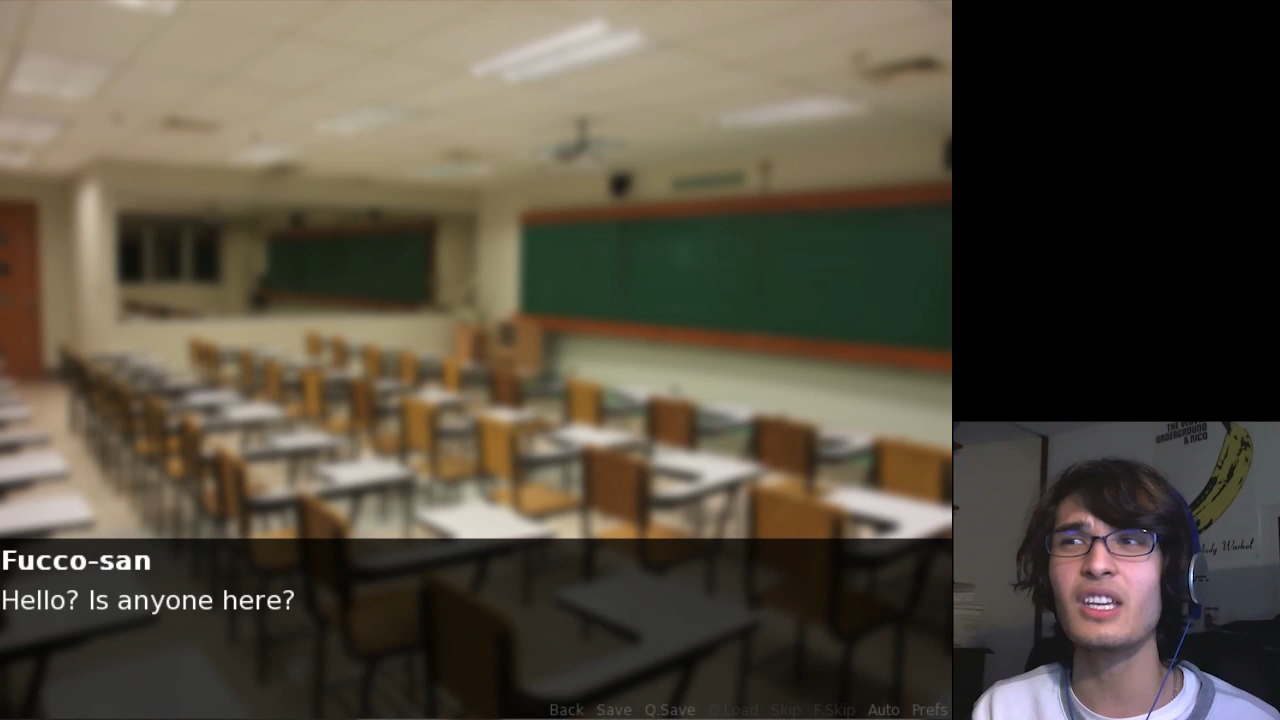 THE VELVET
UNDERGROUND
& NICO
Andy Warhol
Fucco-san
Hello? Is anyone here?
Back Save Q.Save Q.Load Skip F.Skip Auto Prefs